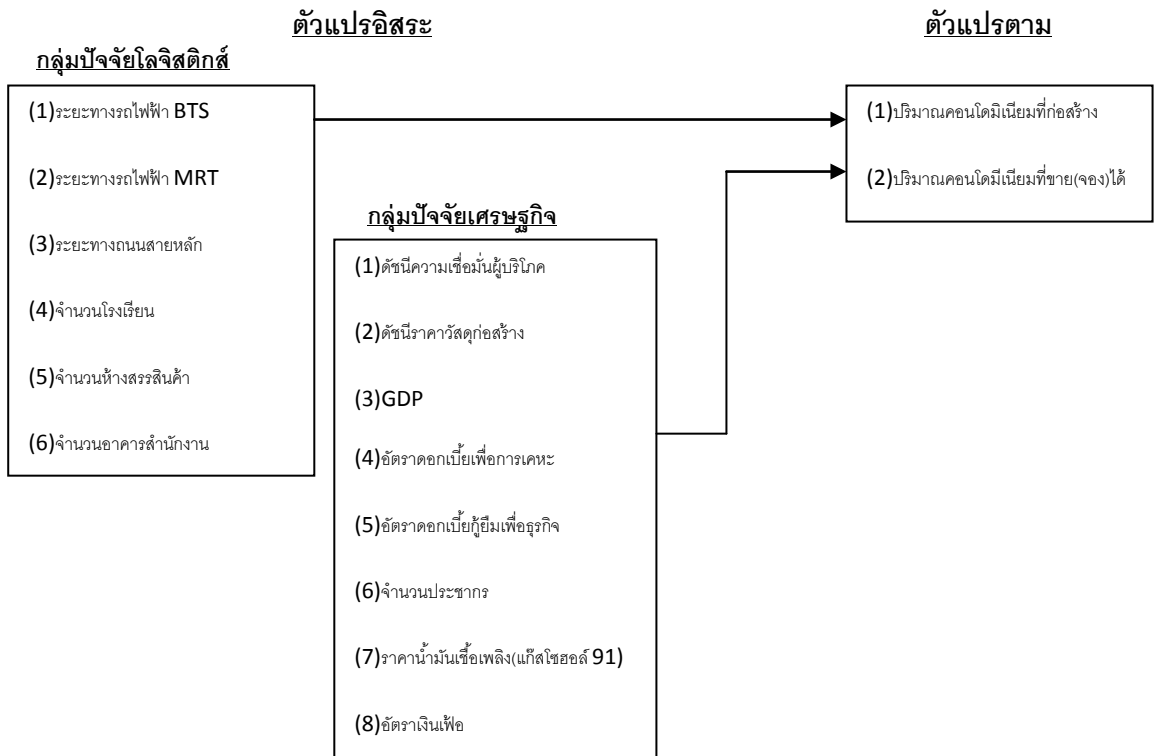 ตัวแปรอิสระ
ตัวแปรตาม
กลุ่มปัจจัยโลจิสติกส์
(1)ระยะทางรถไฟฟ้า BTS
(2)ระยะทางรถไฟฟ้า MRT
(3)ระยะทางถนนสายหลัก
(4)จำนวนโรงเรียน
(5)จำนวนห้างสรรสินค้า
(6)จำนวนอาคารสำนักงาน
กลุ่มปัจจัยเศรษฐกิจ
(1)ดัชนีความเชื่อมั่นผู้บริโภค
(2)ดัชนีราคาวัสดุก่อสร้าง
(3)GDP
(4)อัตราดอกเบี้ยเพื่อการเคหะ
(5)อัตราดอกเบี้ยกู้ยืมเพื่อธุรกิจ
(6)จำนวนประชากร
(7)ราคาน้ำมันเชื้อเพลิง(แก๊สโซฮอล์ 91)
(8)อัตราเงินเฟ้อ
(1)ปริมาณคอนโดมิเนียมที่ก่อสร้าง
(2)ปริมาณคอนโดมีเนียมที่ขาย(จอง)ได้